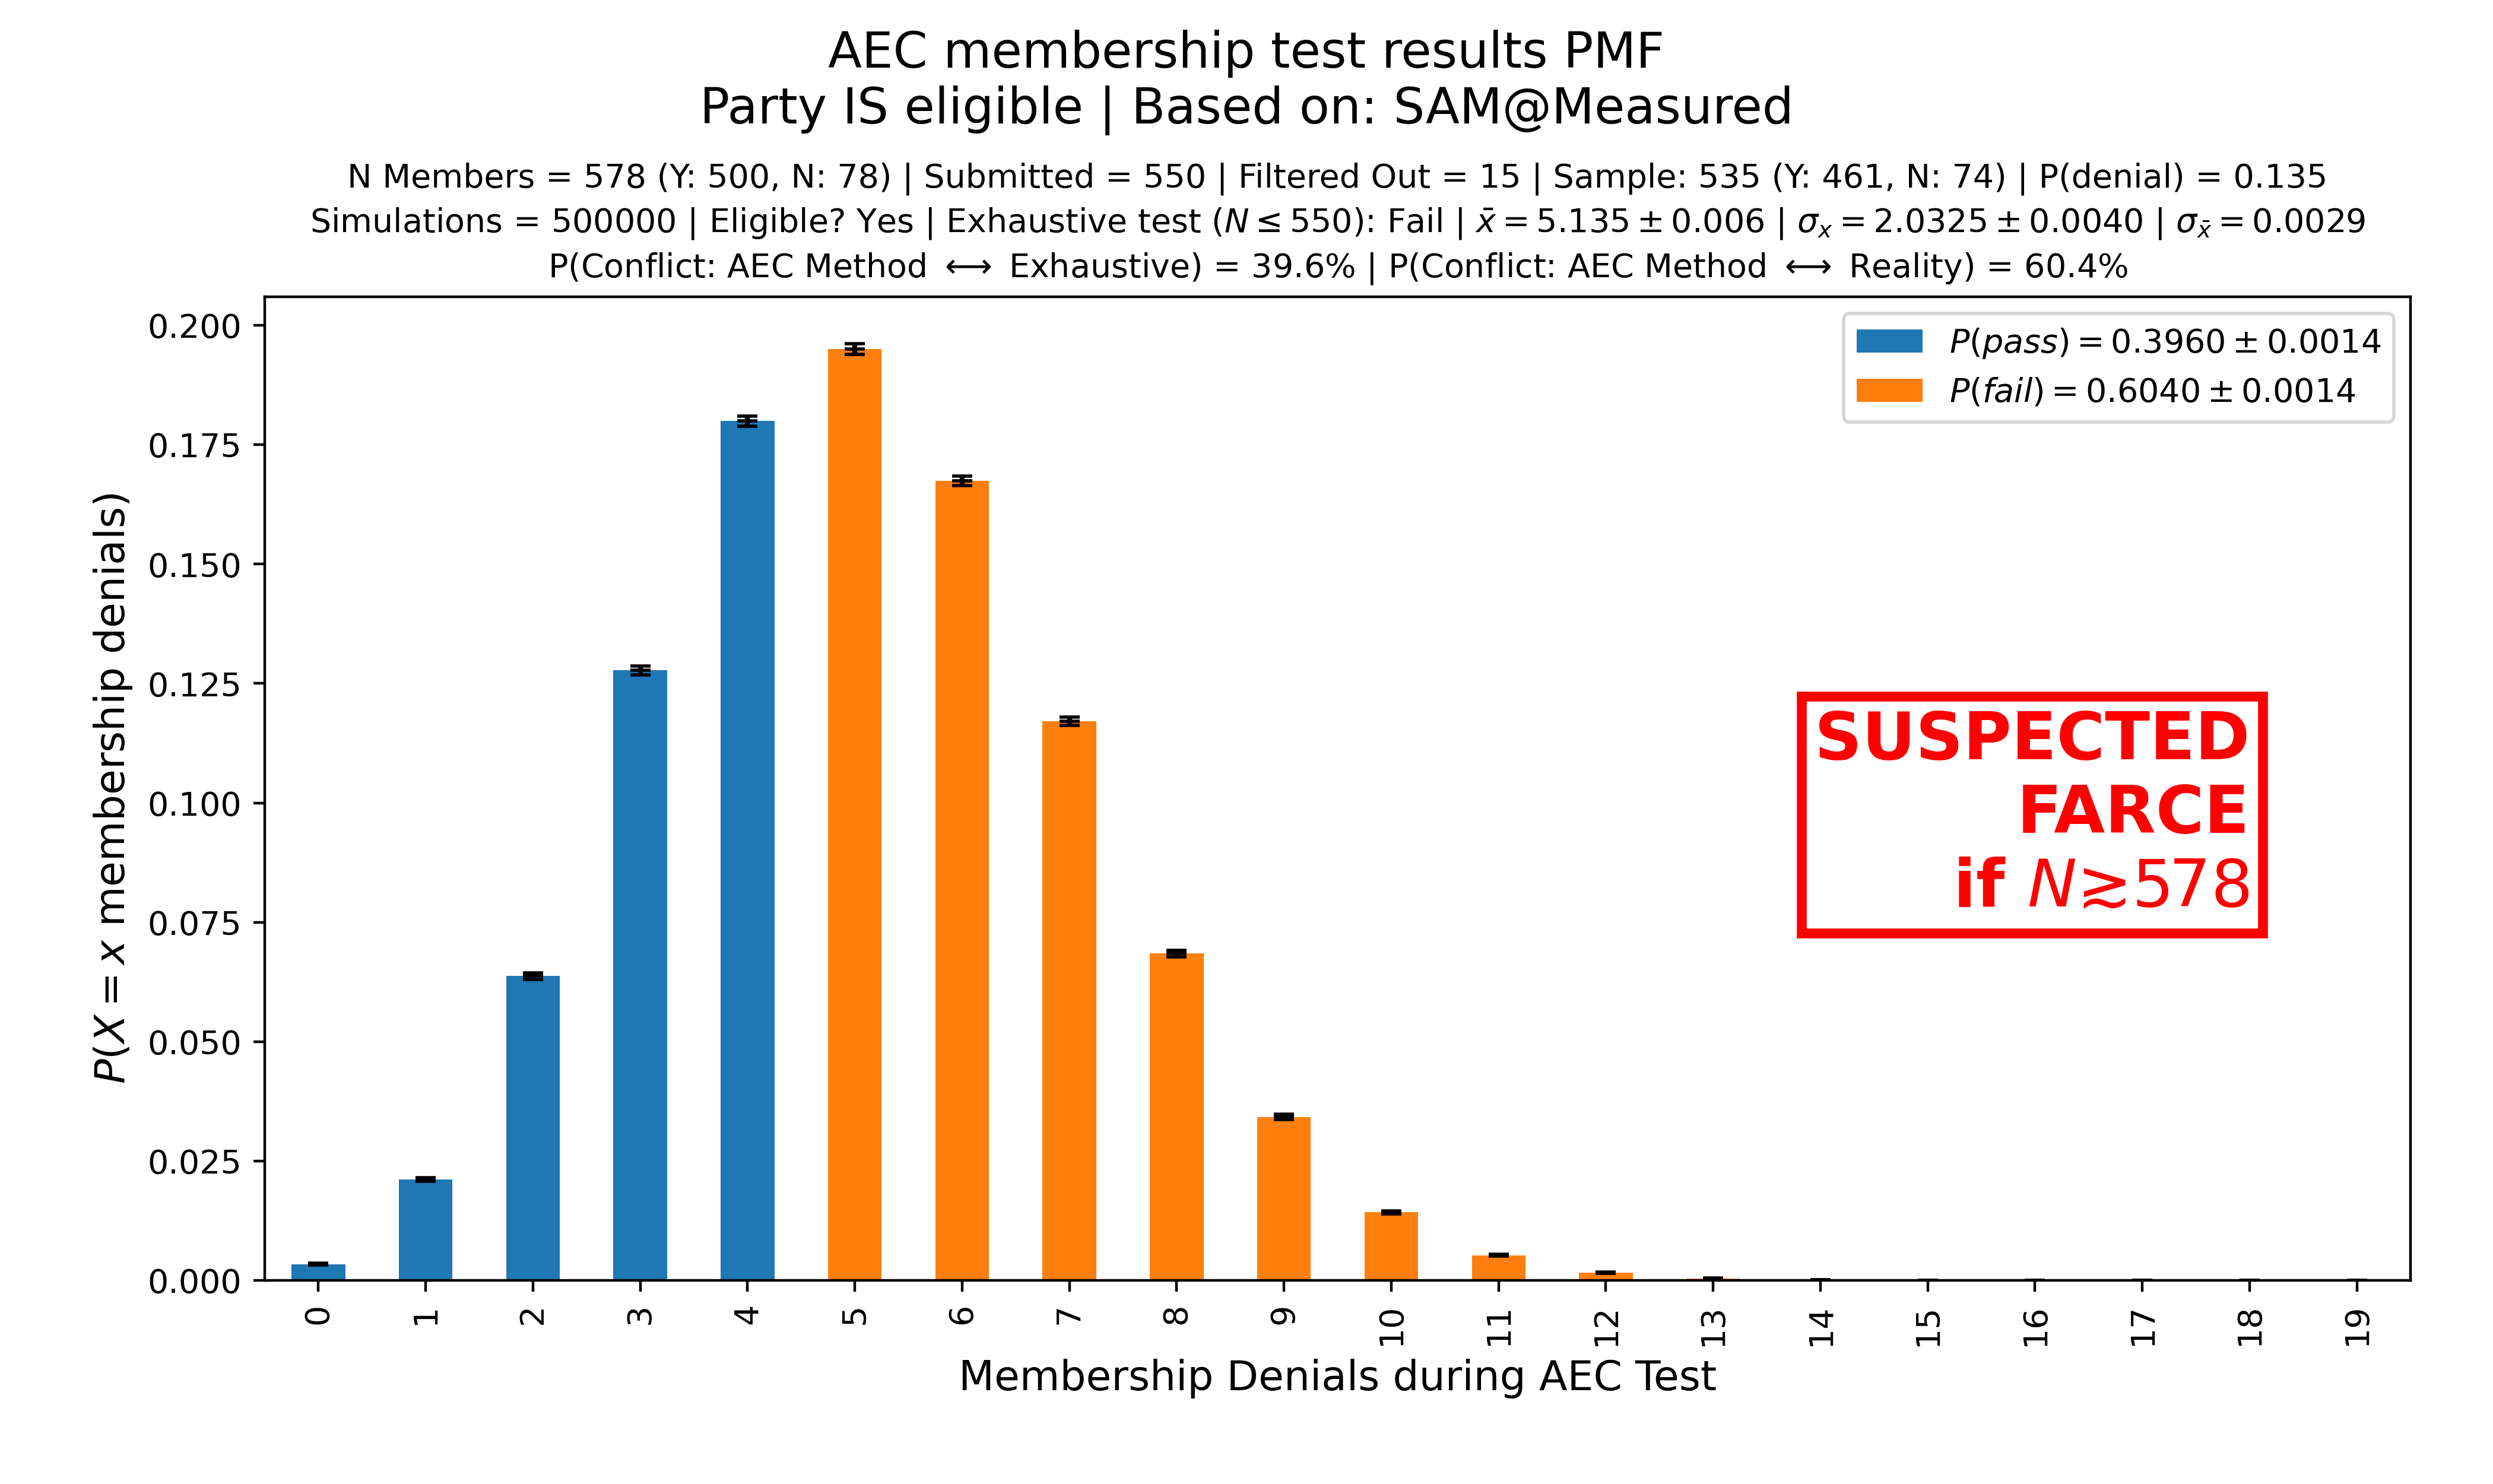 AEC membership test results PMF
Party IS eligible | Based on: SAM@Measured
N Members = 578 (Y: 500, N: 78) | Submitted = 550 | Filtered Out = 15 | Sample: 535 (Y: 461, N: 74) | P(denial) = 0.135
Simulations = 500000 | Eligible? Yes | Exhaustive test (N ≤ 550): Fail | x̄ = 5.135 ± 0.006 | σₓ = 2.0325 ± 0.0040 | σ_x̄ = 0.0029
P(Conflict: AEC Method ⟷ Exhaustive) = 39.6% | P(Conflict: AEC Method ⟷ Reality) = 60.4%
P(pass) = 0.3960 ± 0.0014
P(fail) = 0.6040 ± 0.0014
P(X = x membership denials)
0.200
0.175
0.150
0.125
0.100
0.075
0.050
0.025
0.000
SUSPECTED
FARCE
if N⪆578
0 1 2 3 4 5 6 7 8 9 10 11 12 13 14 15 16 17 18 19
Membership Denials during AEC Test